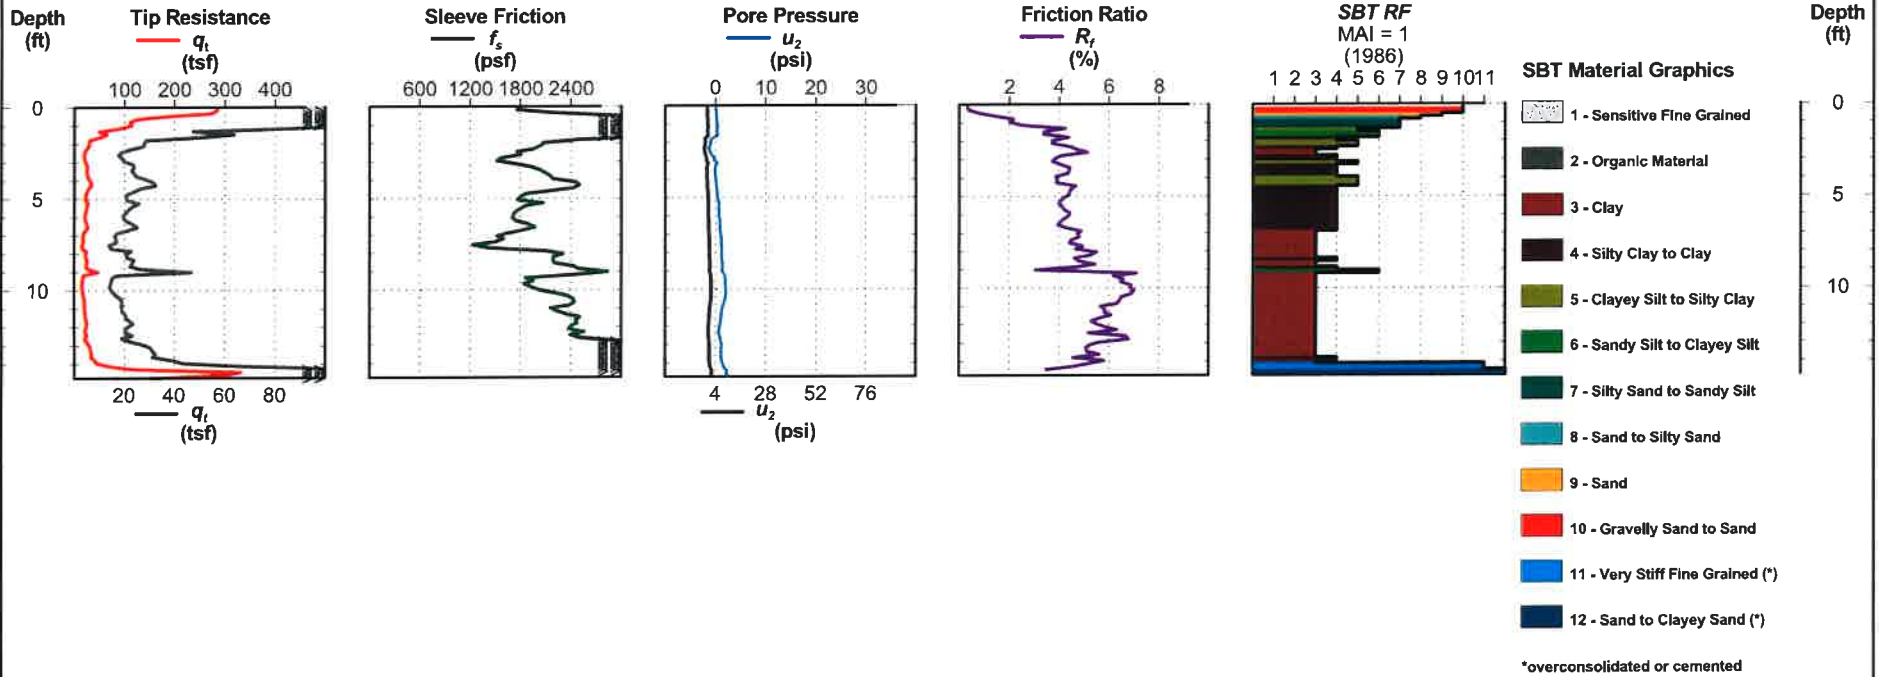 Depth
(ft)
Tip Resistance
qt
(tsf)
100 200 300 400
Sleeve Friction
fs
(psf)
600 1200 1800 2400
Pore Pressure
u2
(psi)
0 10 20 30
Friction Ratio
Rf
(%)
2 4 6 8
SBT RF
MAI = 1
(1986)
1 2 3 4 5 6 7 8 9 10 11
Depth
(ft)
0
5
10
20 40 60 80
qt
(tsf)
4 28 52 76
u2
(psi)
SBT Material Graphics
1 - Sensitive Fine Grained
2 - Organic Material
3 - Clay
4 - Silty Clay to Clay
5 - Clayey Silt to Silty Clay
6 - Sandy Silt to Clayey Silt
7 - Silty Sand to Sandy Silt
8 - Sand to Silty Sand
9 - Sand
10 - Gravelly Sand to Sand
11 - Very Stiff Fine Grained (*)
12 - Sand to Clayey Sand (*)
*overconsolidated or cemented
0
5
10